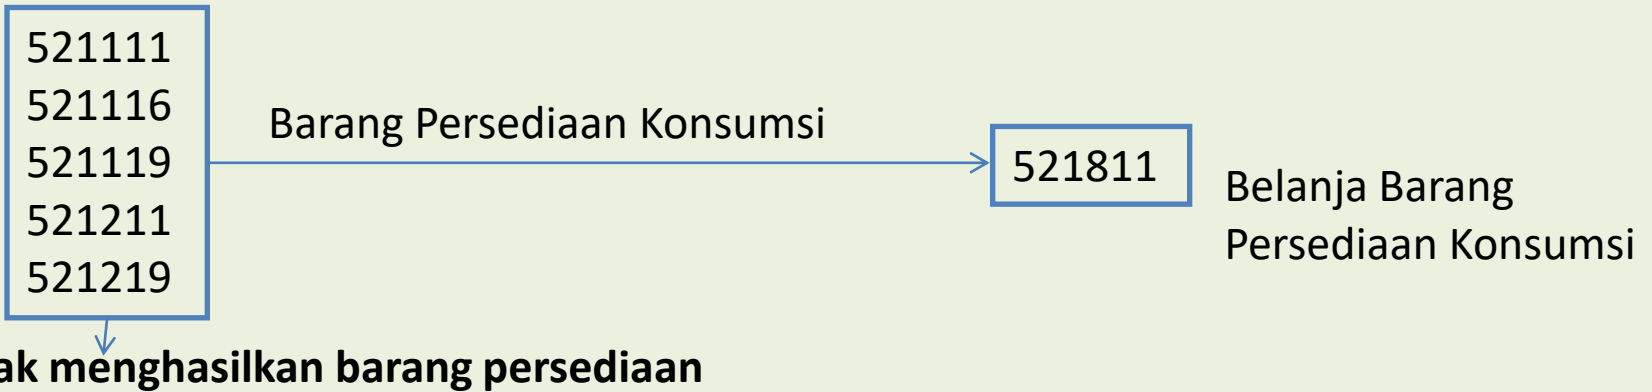 521111
521116
521119
521211
521219
Barang Persediaan Konsumsi
521811
Belanja Barang
Persediaan Konsumsi
menghasilkan barang persediaan